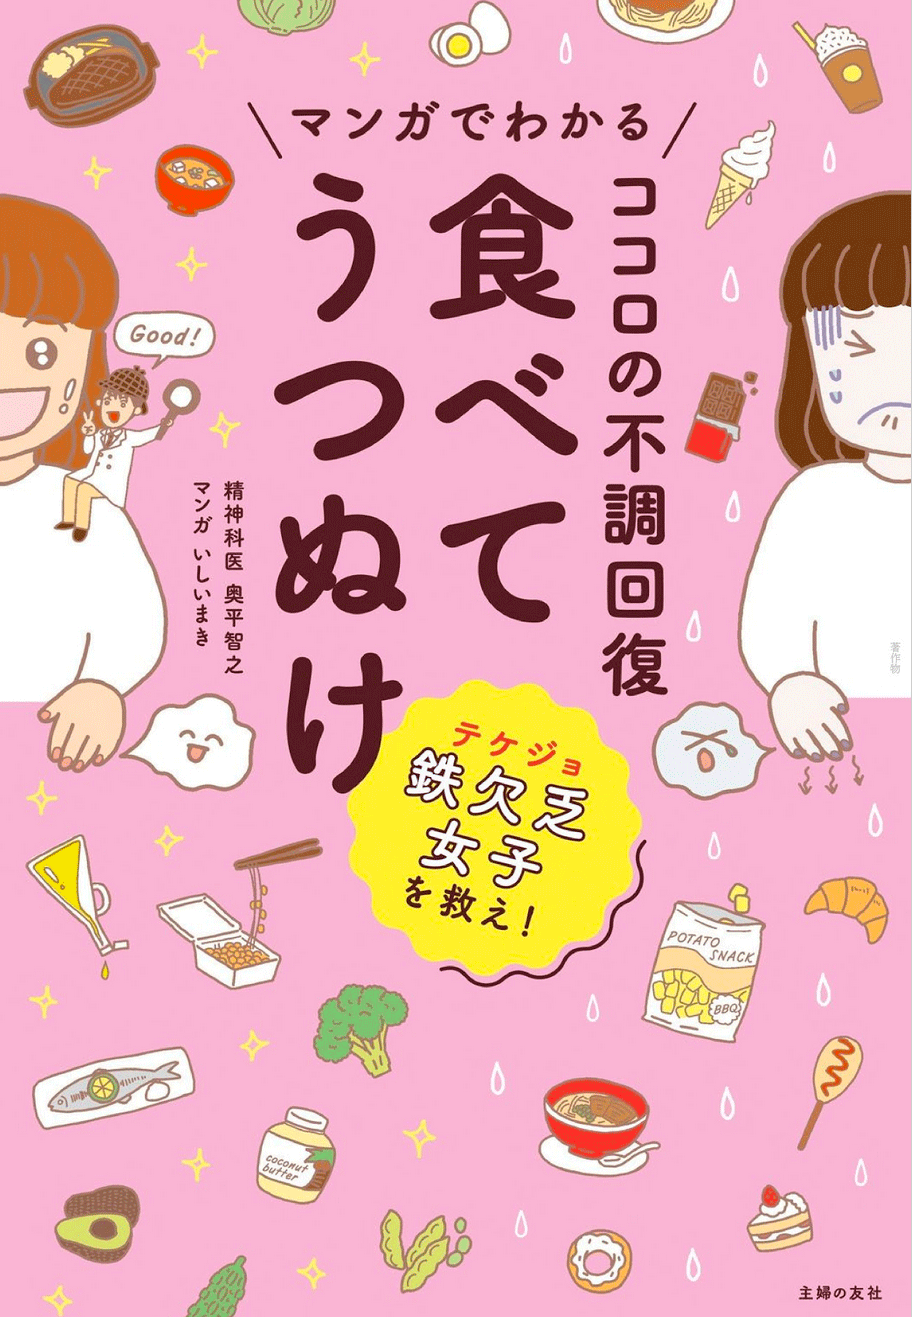 マンガでわかる
ココロの不調回復
食べて
うつぬけ
Good!
精神科医 奥平智之
マンガ いしいまき
著作物
テケジョ
鉄欠乏
女子
を救え!
POTATO
SNACK
BBQ
coconut
butter
主婦の友社